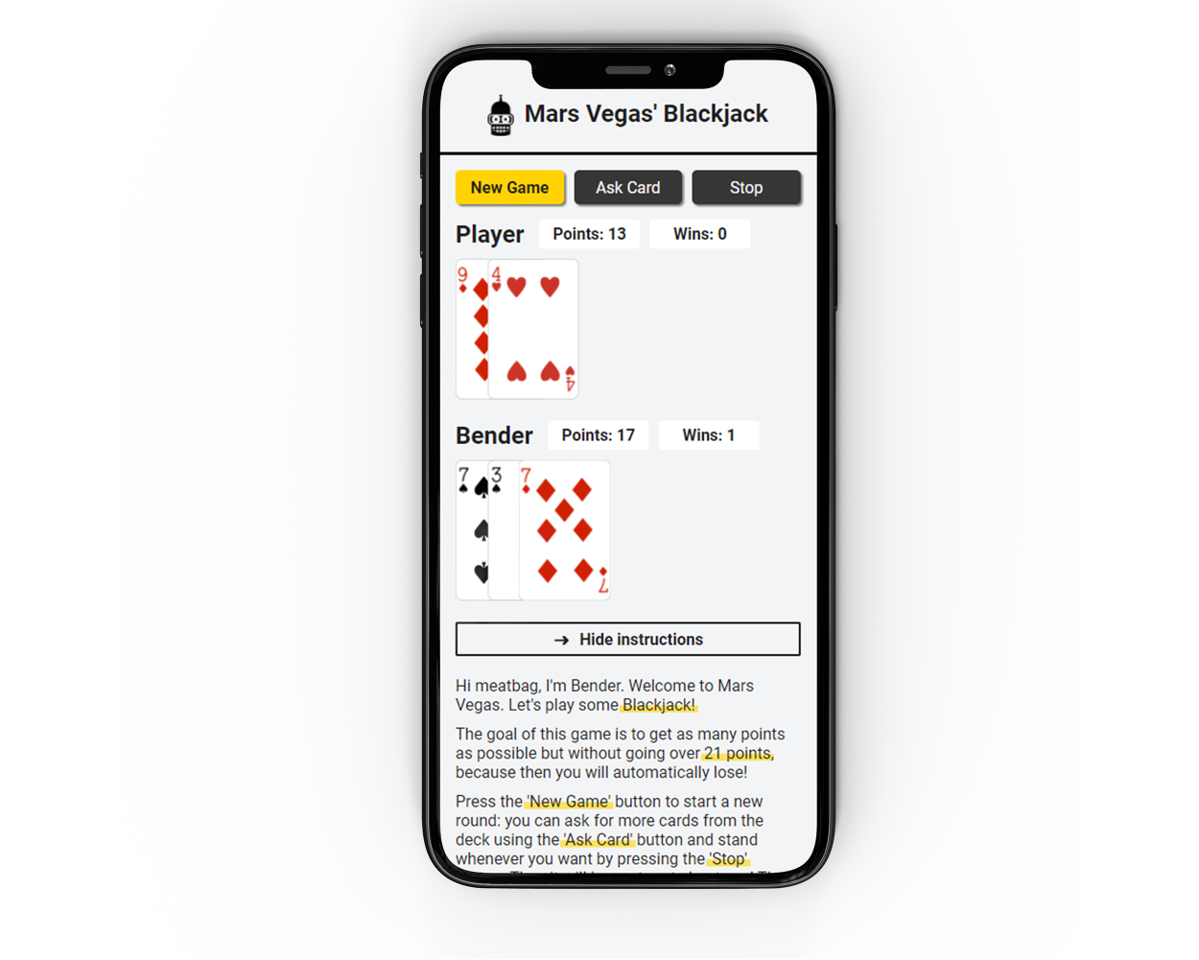 Mars Vegas' Blackjack
New Game Ask Card Stop
Player Points: 13 Wins: 0
9 4
4
Bender Points: 17 Wins: 1
7 3 7
7
➔ Hide instructions
Hi meatbag, I'm Bender. Welcome to Mars
Vegas. Let's play some Blackjack!
The goal of this game is to get as many points
as possible but without going over 21 points,
because then you will automatically lose!
Press the 'New Game' button to start a new
round: you can ask for more cards from the
deck using the 'Ask Card' button and stand
whenever you want by pressing the 'Stop'